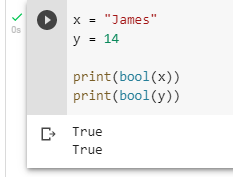 0s
x = "James"
y = 14
print(bool(x))
print(bool(y))
True
True